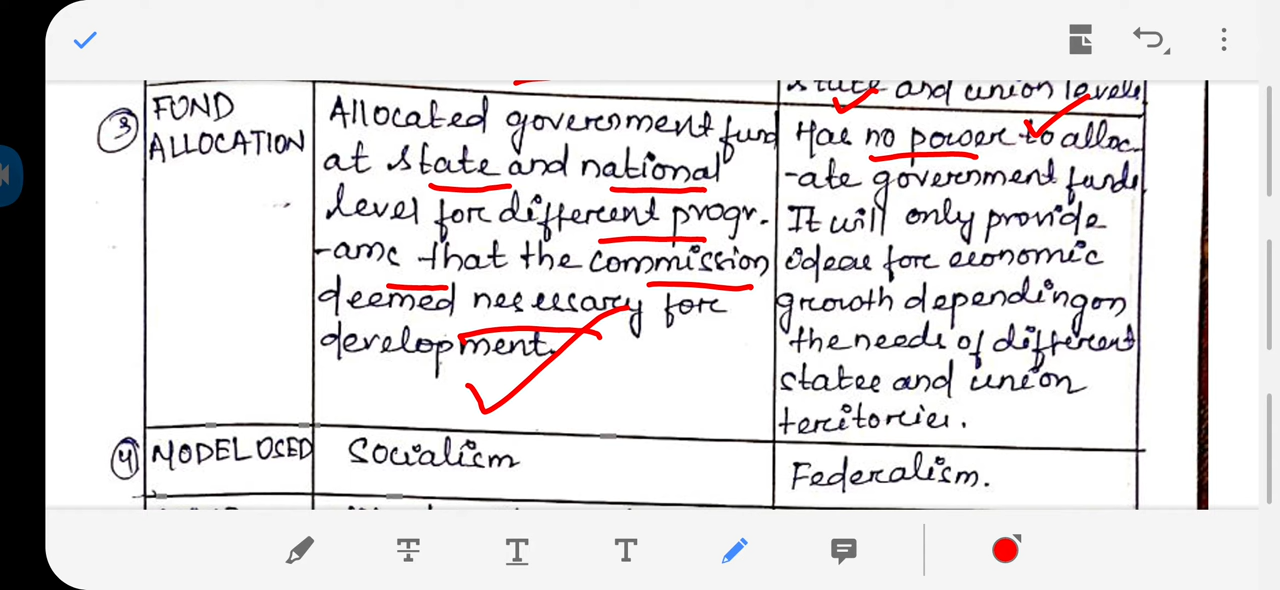 state and union levels
③ FUND
ALLOCATION
Allocated government fund
at state and national
level for different progr-
-ame that the commission
deemed necessary for
development.
Has no power to alloc-
-ate government funds
It will only provide
ideas for economic
growth depending on
the needs of different
states and union
territories.
④ MODEL USED
Socialism
Federalism.
T
T
T